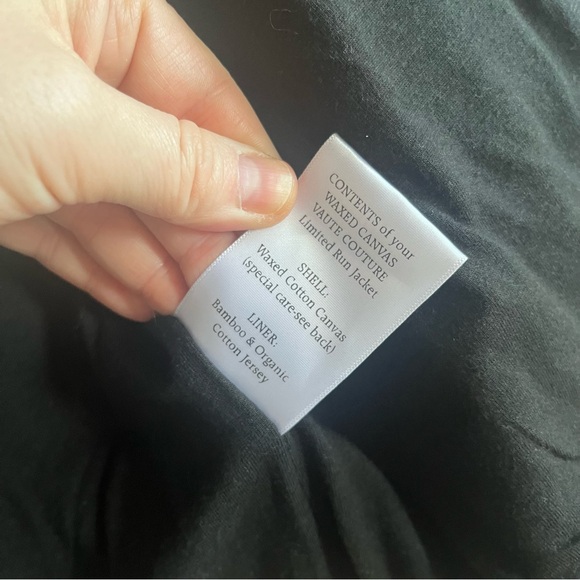 CONTENTS of your
WAXED CANVAS
VAUTE COUTURE
Limited Run Jacket
SHELL:
Waxed Cotton Canvas
(special care-see back)
LINER:
Bamboo & Organic
Cotton Jersey